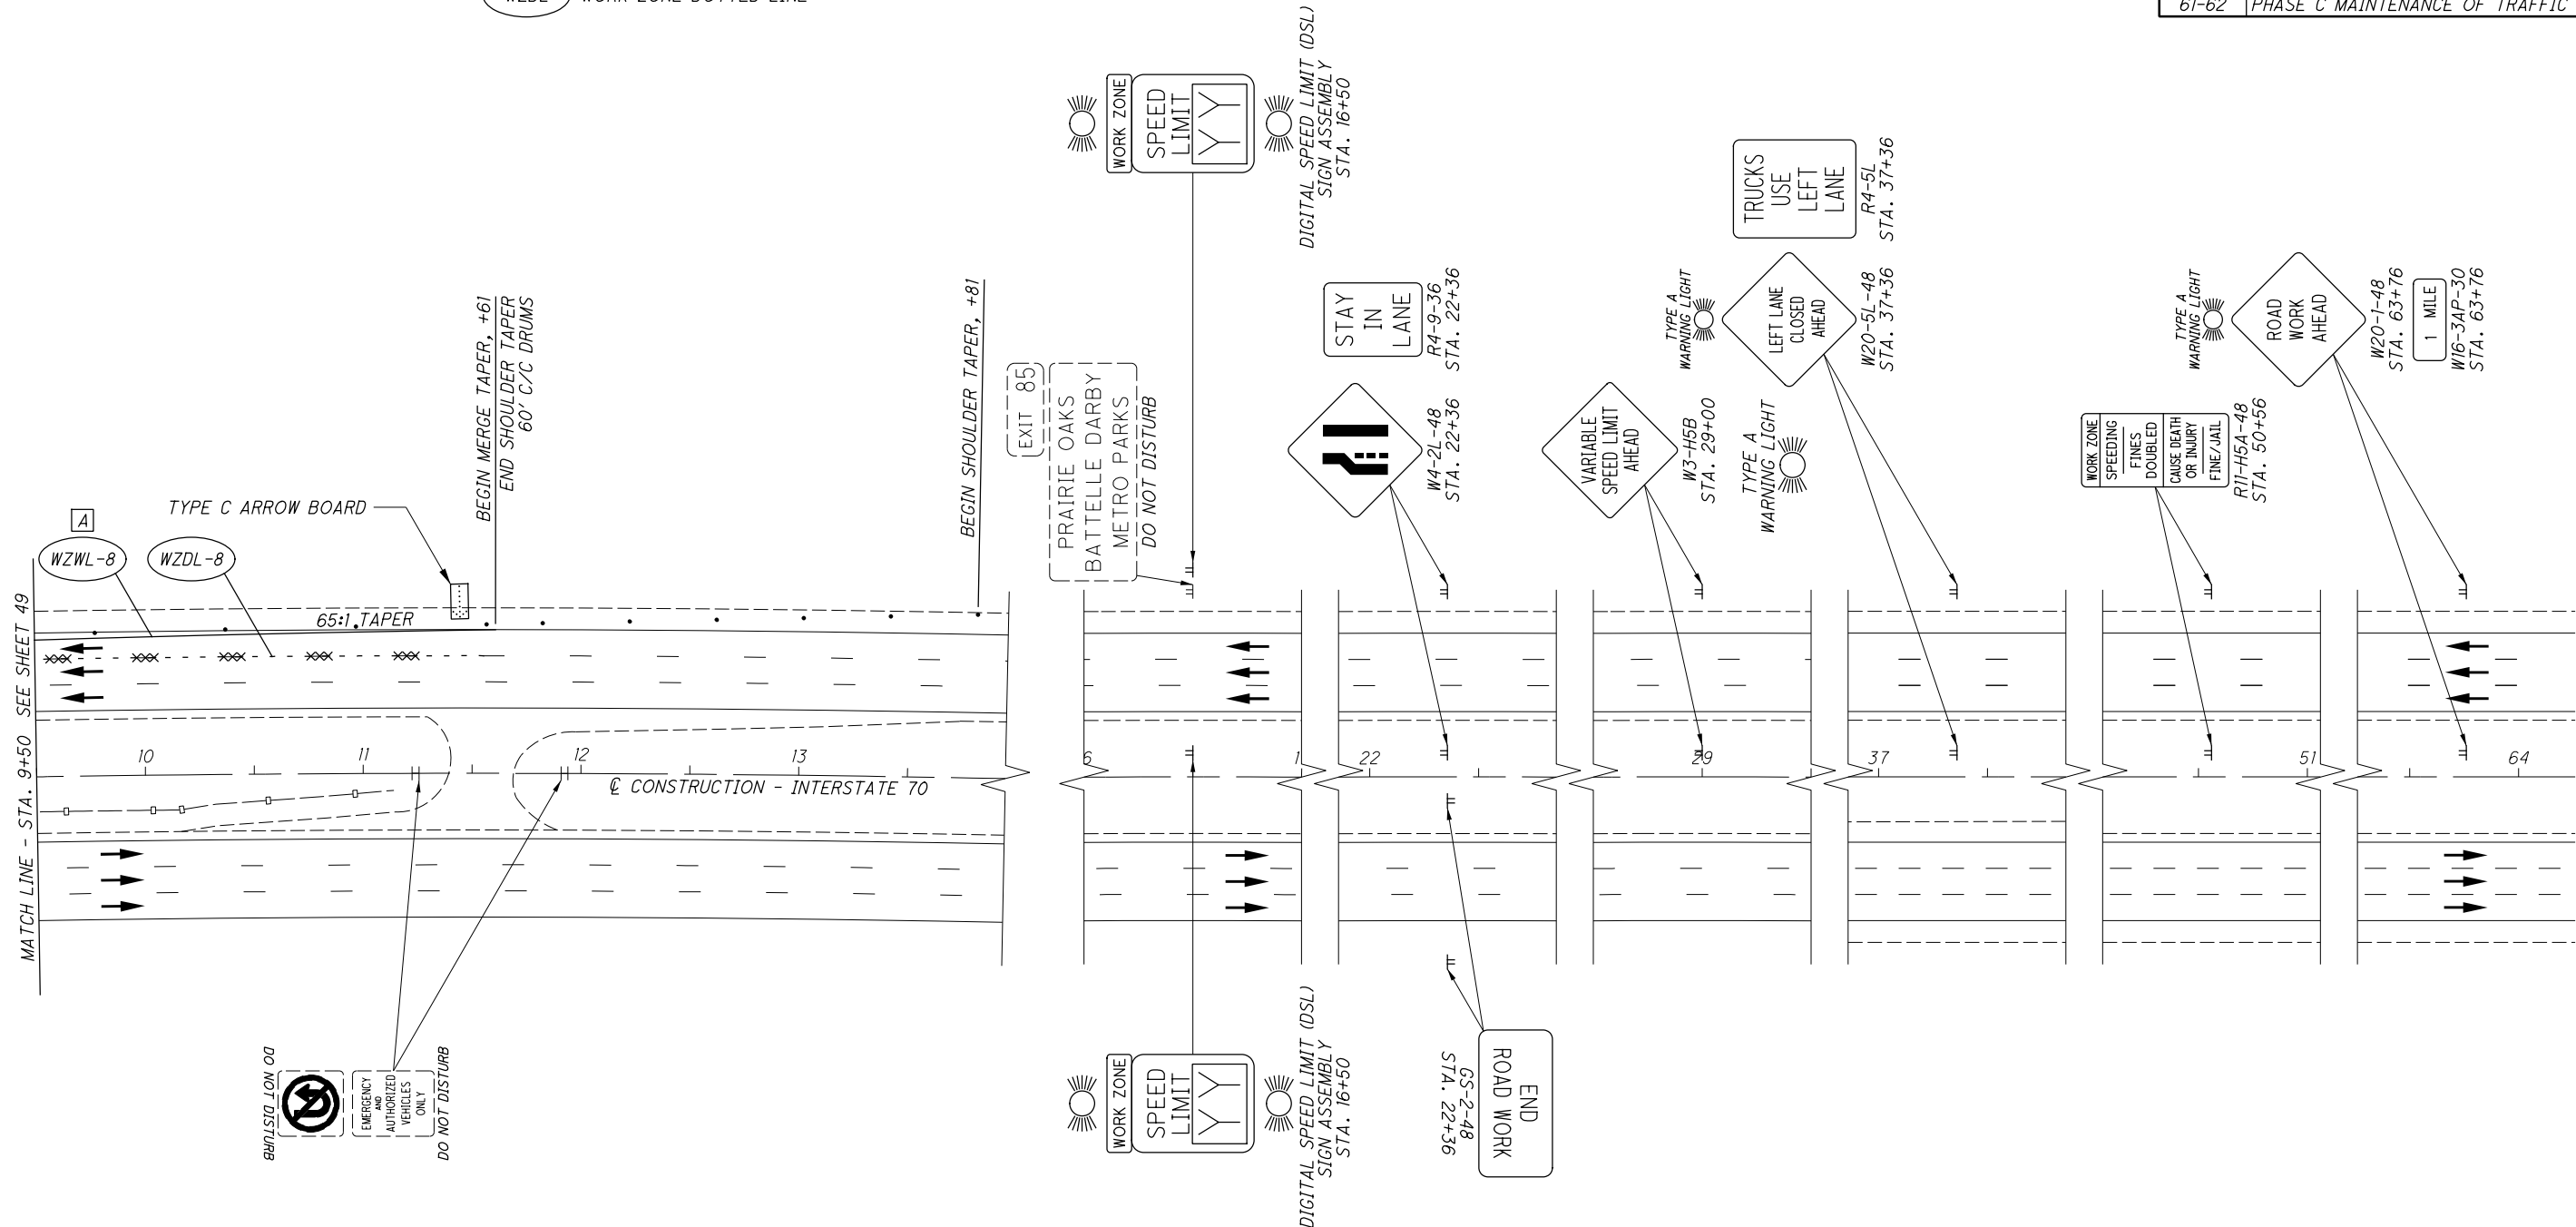 WORK ZONE DOTTED LINE
61-62 PHASE C MAINTENANCE OF TRAFFIC
WORK ZONE
SPEED
LIMIT
YY
DIGITAL SPEED LIMIT (DSL)
SIGN ASSEMBLY
STA. 16+50
TRUCKS
USE
LEFT
LANE
R4-5L
STA. 37+36
STAY
IN
LANE
R4-9-36
STA. 22+36
TYPE A
WARNING LIGHT
LEFT LANE
CLOSED
AHEAD
W20-5L-48
STA. 37+36
TYPE A
WARNING LIGHT
ROAD
WORK
AHEAD
W20-1-48
STA. 63+76
1 MILE
W16-3AP-30
STA. 63+76
BEGIN MERGE TAPER, +61
END SHOULDER TAPER
60' C/C DRUMS
BEGIN SHOULDER TAPER, +81
EXIT 85
PRAIRIE OAKS
BATTELLE DARBY
METRO PARKS
DO NOT DISTURB
W4-2L-48
STA. 22+36
VARIABLE
SPEED LIMIT
AHEAD
W3-H5B
STA. 29+00
TYPE A
WARNING LIGHT
WORK ZONE
SPEEDING
FINES
DOUBLED
CAUSE DEATH
OR INJURY
FINE/JAIL
R11-H5A-48
STA. 50+56
A
TYPE C ARROW BOARD
WZWL-8
WZDL-8
65:1 TAPER
MATCH LINE - STA. 9+50 SEE SHEET 49
10
11
12
13
6
1
22
29
37
51
64
℄ CONSTRUCTION - INTERSTATE 70
DO NOT DISTURB
EMERGENCY
AND
AUTHORIZED
VEHICLES
ONLY
DO NOT DISTURB
WORK ZONE
SPEED
LIMIT
YY
DIGITAL SPEED LIMIT (DSL)
SIGN ASSEMBLY
STA. 16+50
END
ROAD WORK
GS-2-48
STA. 22+36